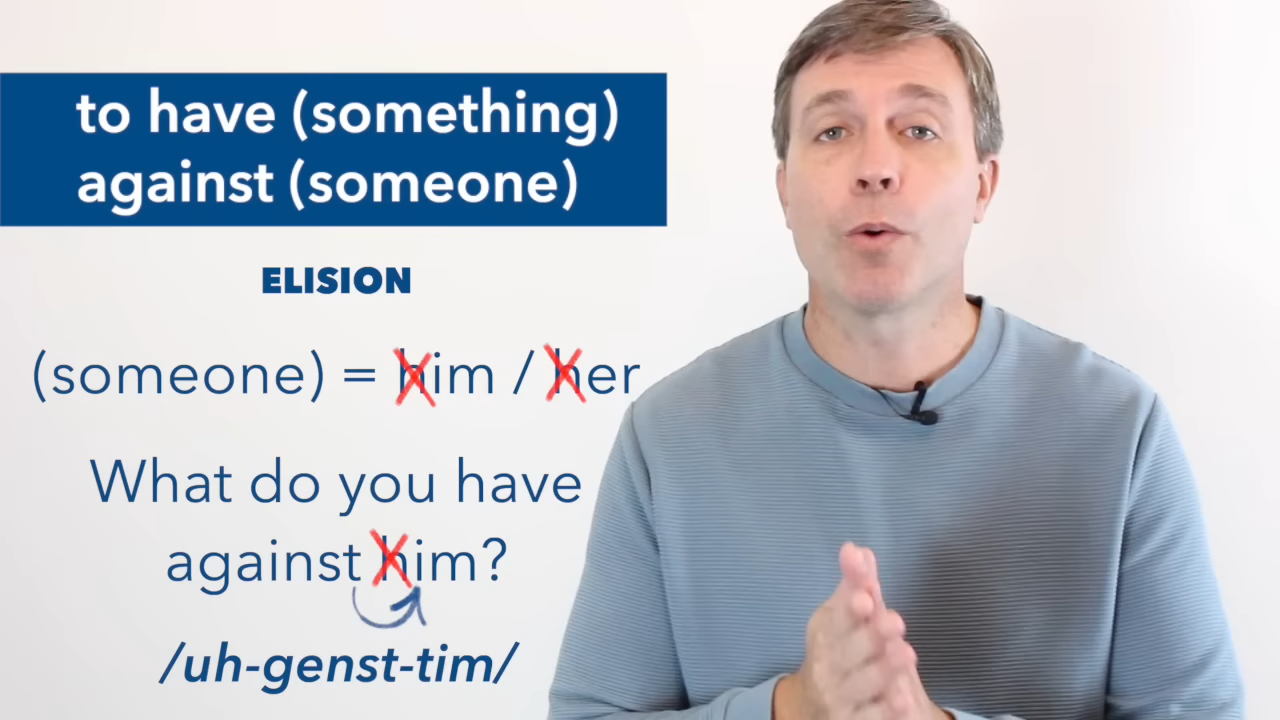 to have (something)
against (someone)
ELISION
(someone) = him / her
What do you have
against him?
/uh-genst-tim/